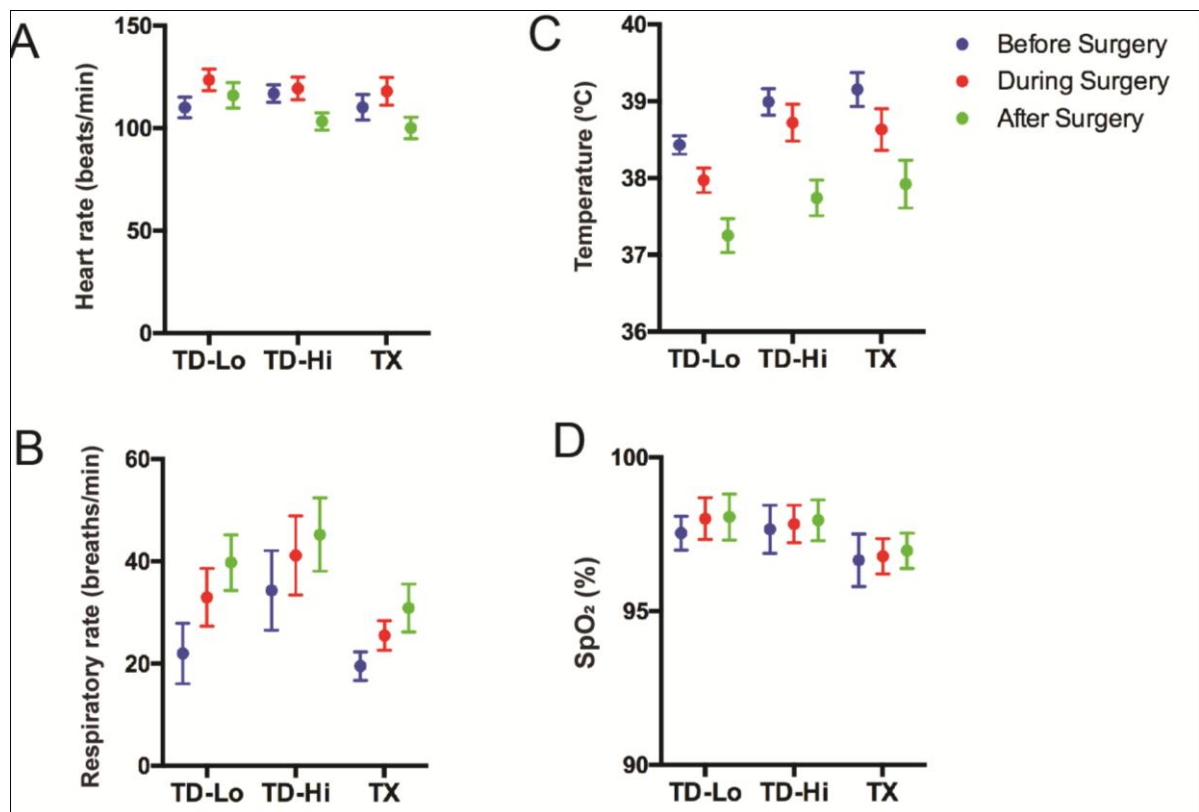 A
Heart rate (beats/min)
150
100
50
0
TD-Lo TD-Hi TX
C
Temperature (ºC)
40
39
38
37
36
TD-Lo TD-Hi TX
Before Surgery
During Surgery
After Surgery
B
Respiratory rate (breaths/min)
60
40
20
0
TD-Lo TD-Hi TX
D
SpO₂ (%)
100
95
90
TD-Lo TD-Hi TX